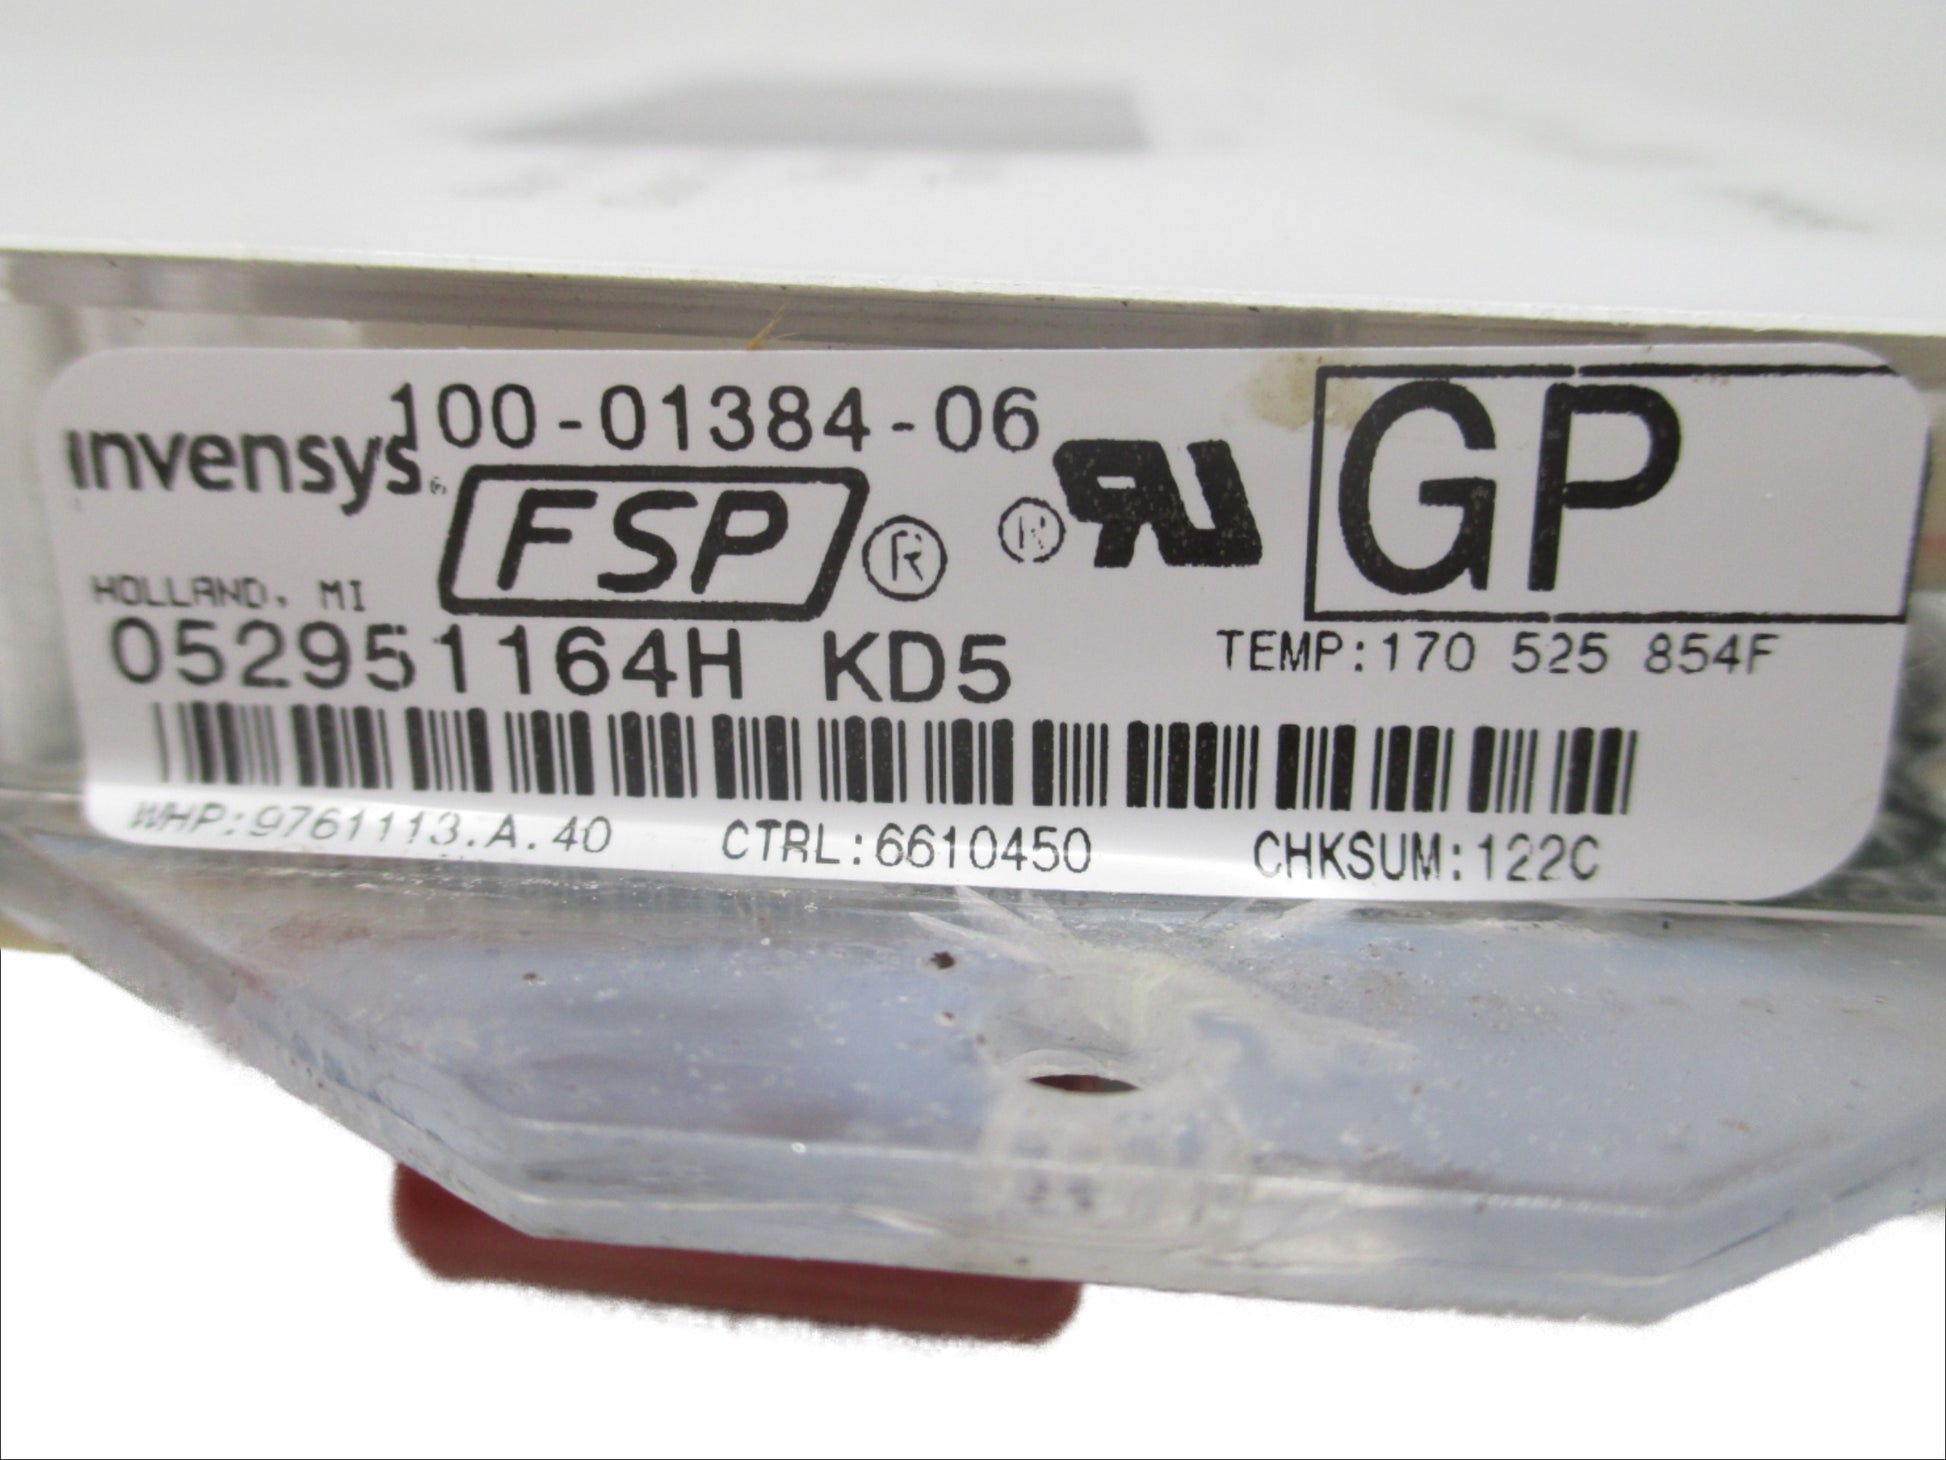 100-01384-06
invensys®
FSP®
® RU
GP
HOLLAND, MI
052951164H KD5
TEMP:170 525 854F
WHP:9761113.A.40 CTRL:6610450 CHKSUM:122C